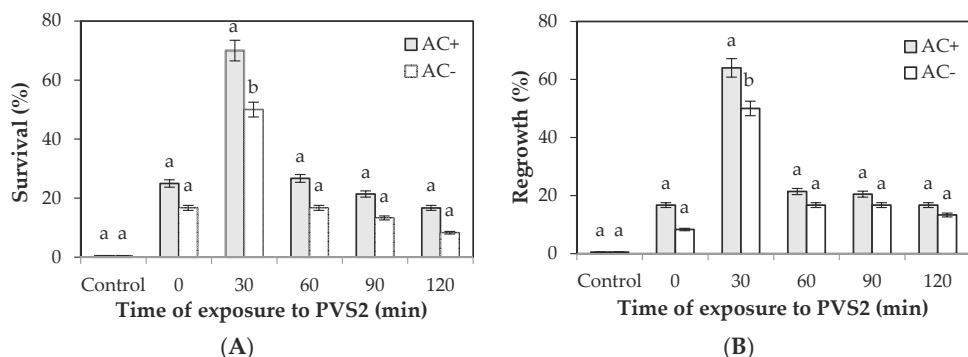 80
60
40
20
0
Survival (%)
a
a
b
a
a
a
a
a
a
a
a
a
AC+
AC-
Control 0 30 60 90 120
Time of exposure to PVS2 (min)
(A)
80
60
40
20
0
Regrowth (%)
a
b
a
a
a
a
a
a
a
a
a
a
AC+
AC-
Control 0 30 60 90 120
Time of exposure to PVS2 (min)
(B)